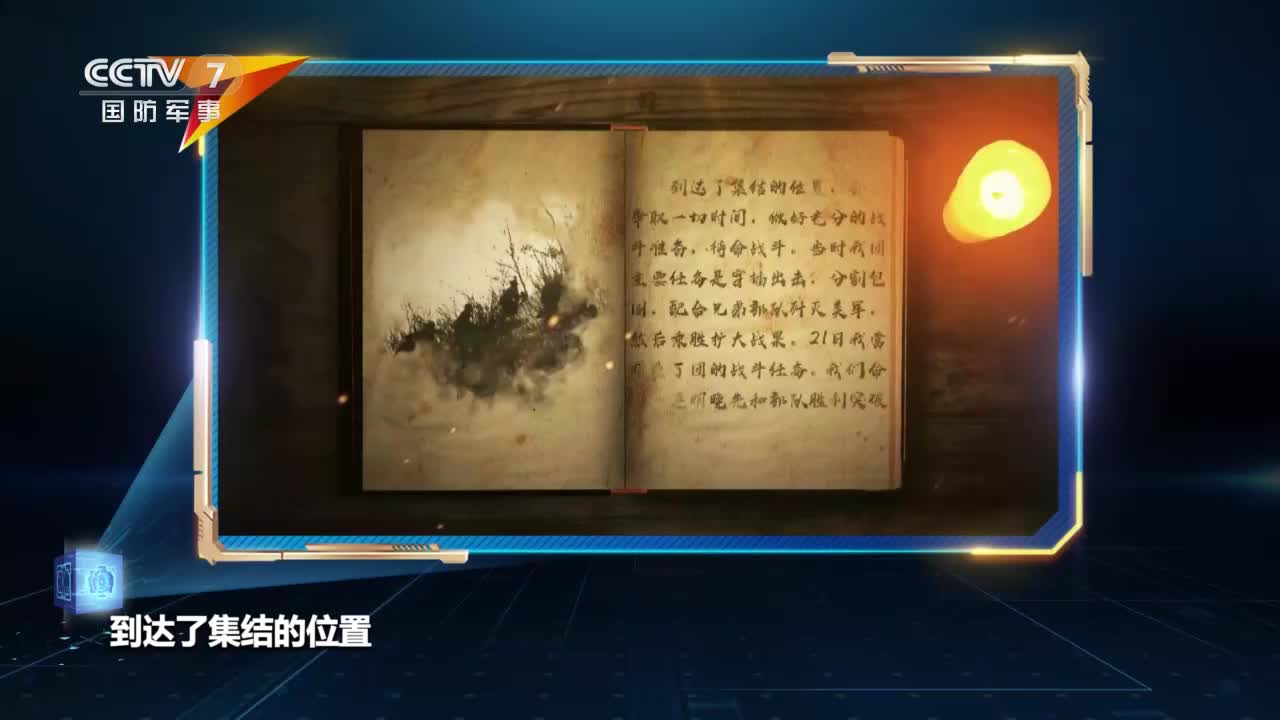 CCTV 7
国防军事
到达了集结的位置，
争取一切时间，做好充分的战
斗准备，待命战斗。当时我团
主要任务是穿插出击：分割包
围，配合兄弟部队歼灭美军，
然后乘胜扩大战果。21日我营
了团的战斗任务。我们命
明晚先和部队胜利突破
到达了集结的位置